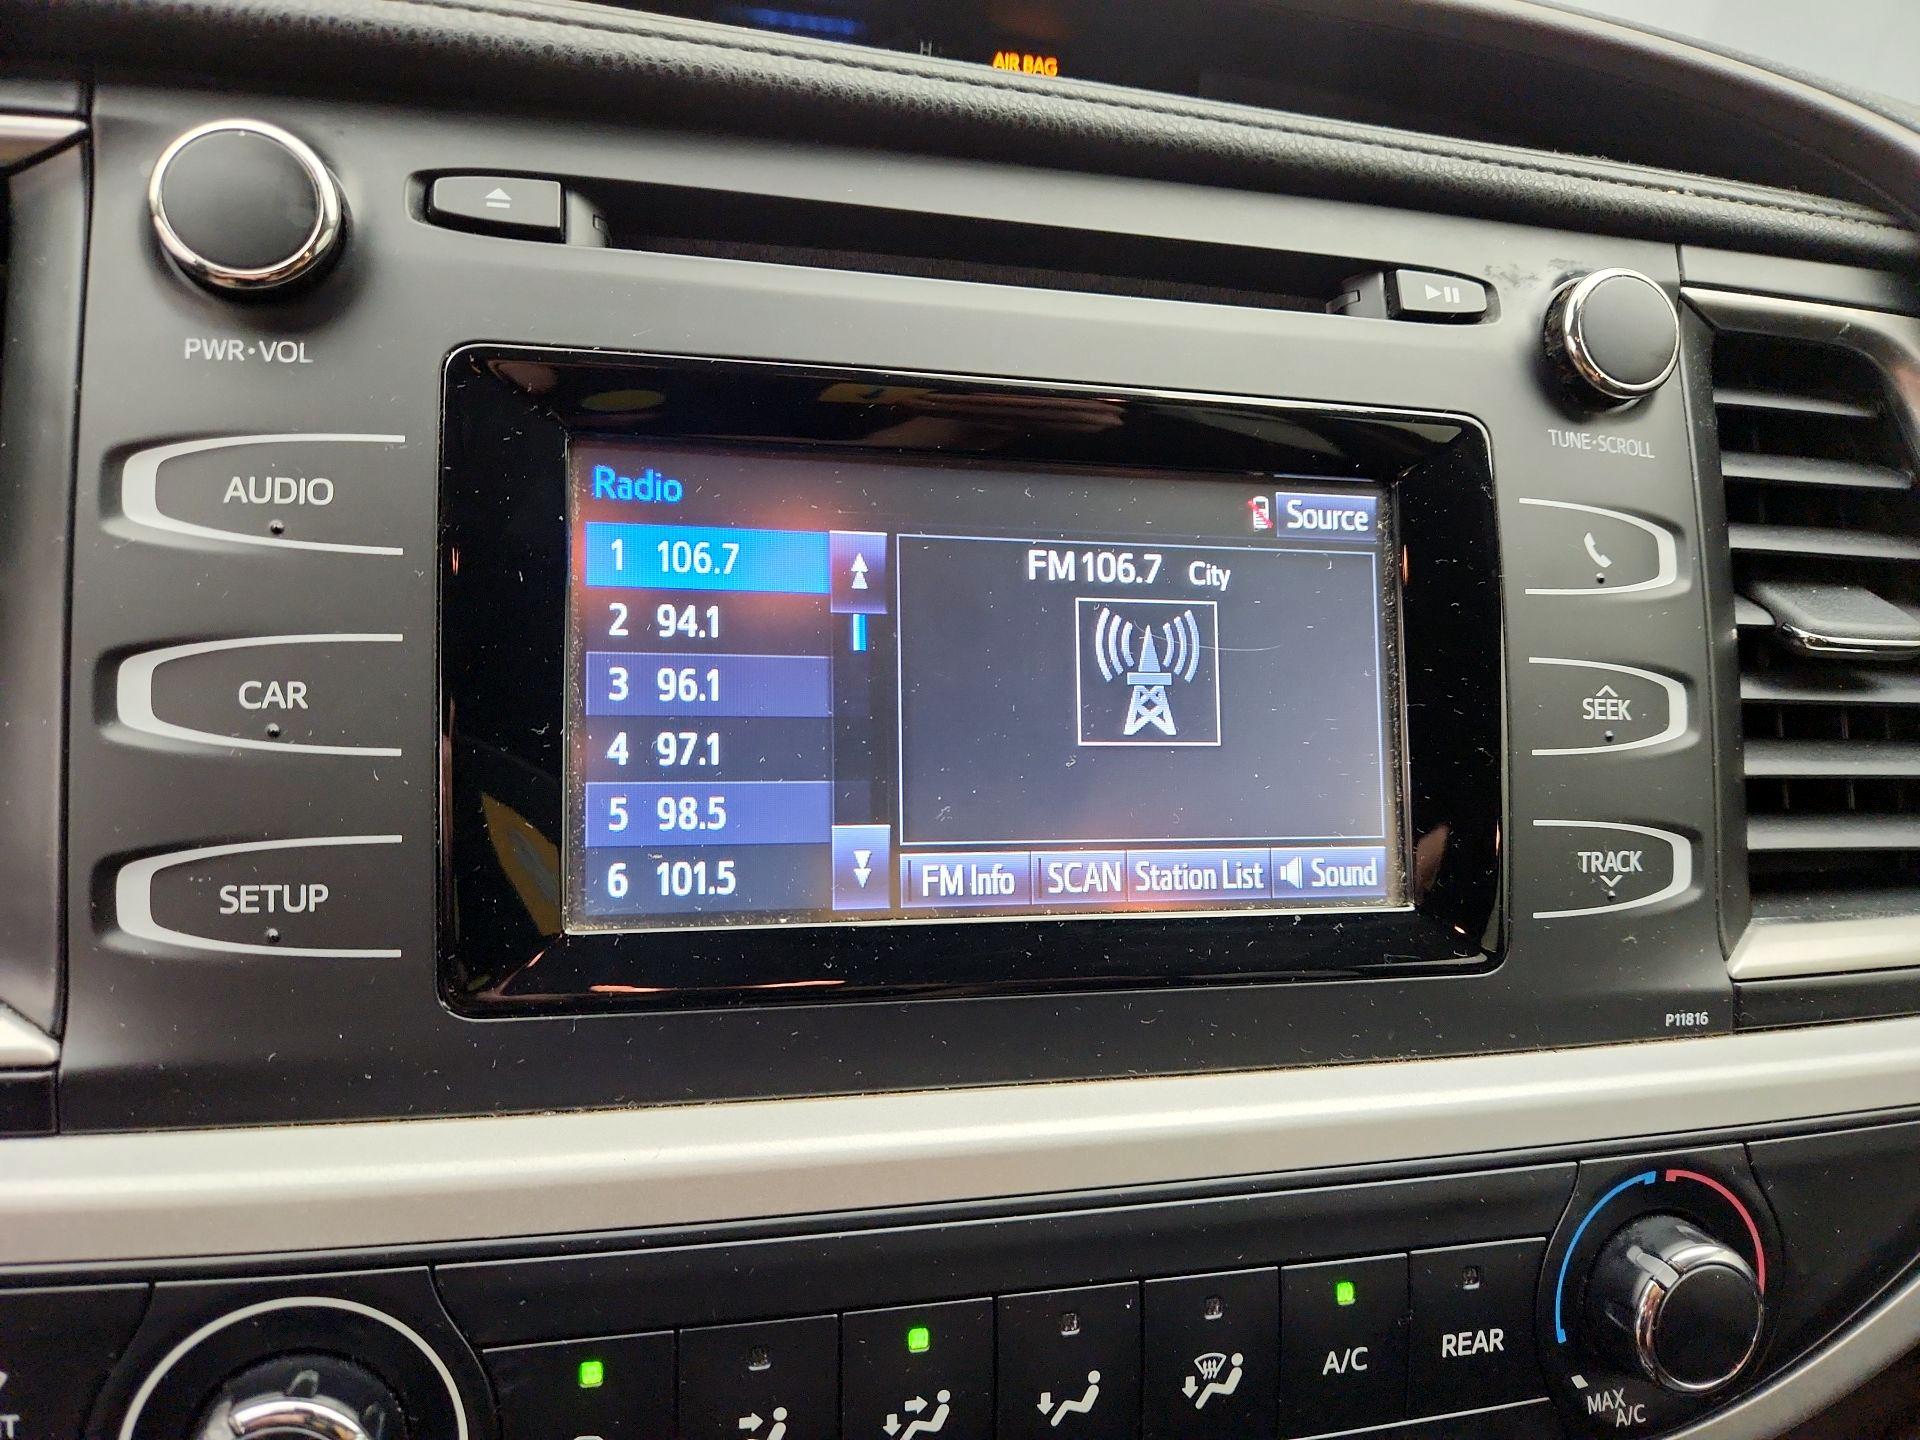 H
AIR BAG
PWR•VOL
TUNE•SCROLL
AUDIO
CAR
SETUP
Radio
Source
1 106.7
2 94.1
3 96.1
4 97.1
5 98.5
6 101.5
FM 106.7 City
FM Info
SCAN
Station List
Sound
SEEK
TRACK
P11816
A/C
REAR
MAX
A/C